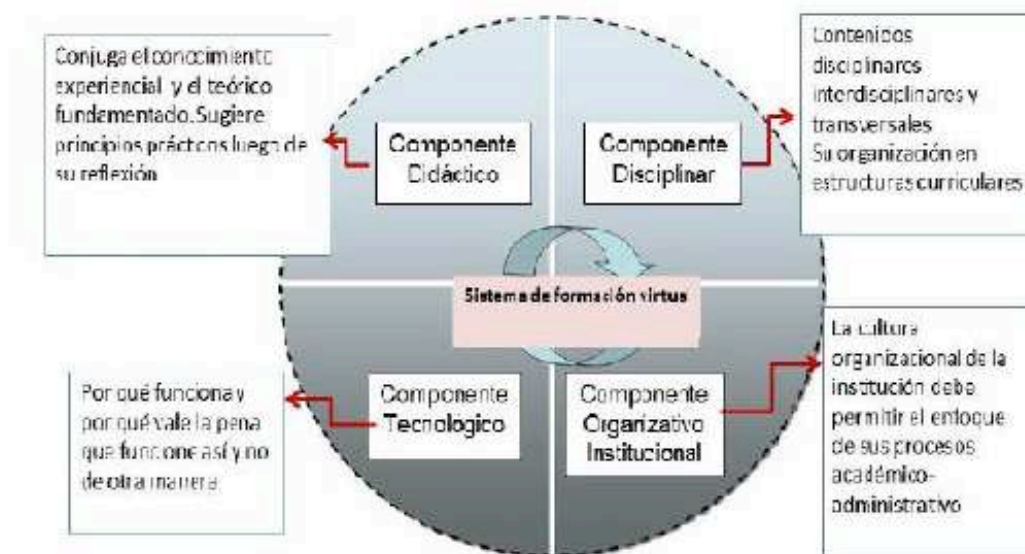 Conjuga el conocimiento
experiencial y el teórico
fundamentado. Sugiere
principios prácticos luego de
su reflexión
Componente
Didáctico
Componente
Disciplinar
Contenidos
disciplinares
interdisciplinares y
transversales
Su organización en
estructuras curriculares
Sistema de formación virtua
Por qué funciona y
por qué vale la pena
que funcione así y no
de otra manera
Componente
Tecnológico
Componente
Organizativo
Institucional
La cultura
organizacional de la
institución debe
permitir el enfoque
de sus procesos
académico-
administrativo